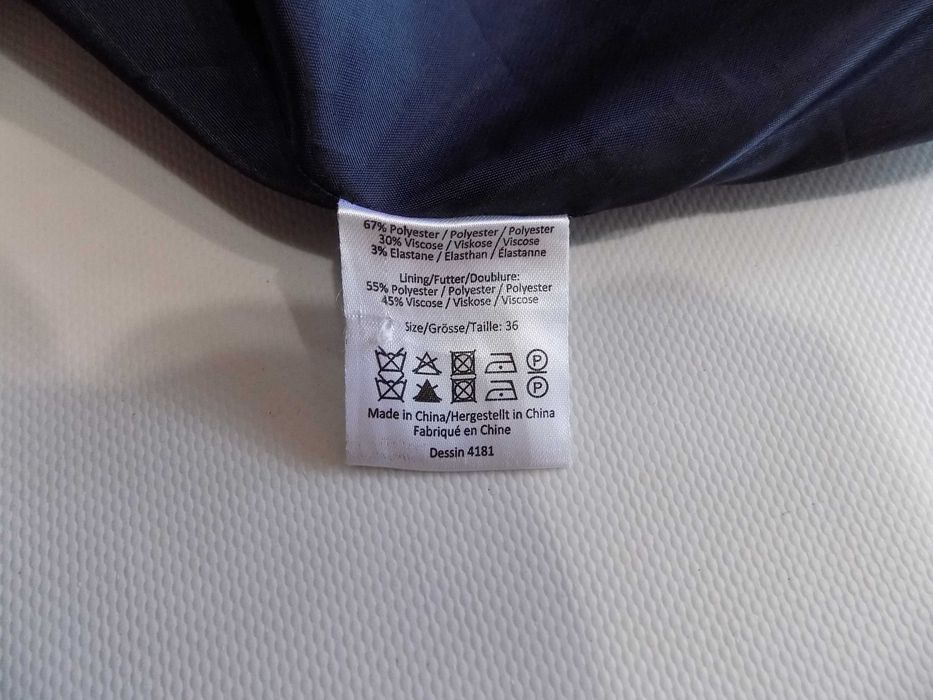 67% Polyester / Polyester / Polyester
30% Viscose / Viskose / Viscose
3% Elastane / Elasthan / Élastanne
Lining/Futter/Doublure:
55% Polyester / Polyester / Polyester
45% Viscose / Viskose / Viscose
Size/Grösse/Taille: 36
P
P
Made in China/Hergestellt in China
Fabriqué en Chine
Dessin 4181